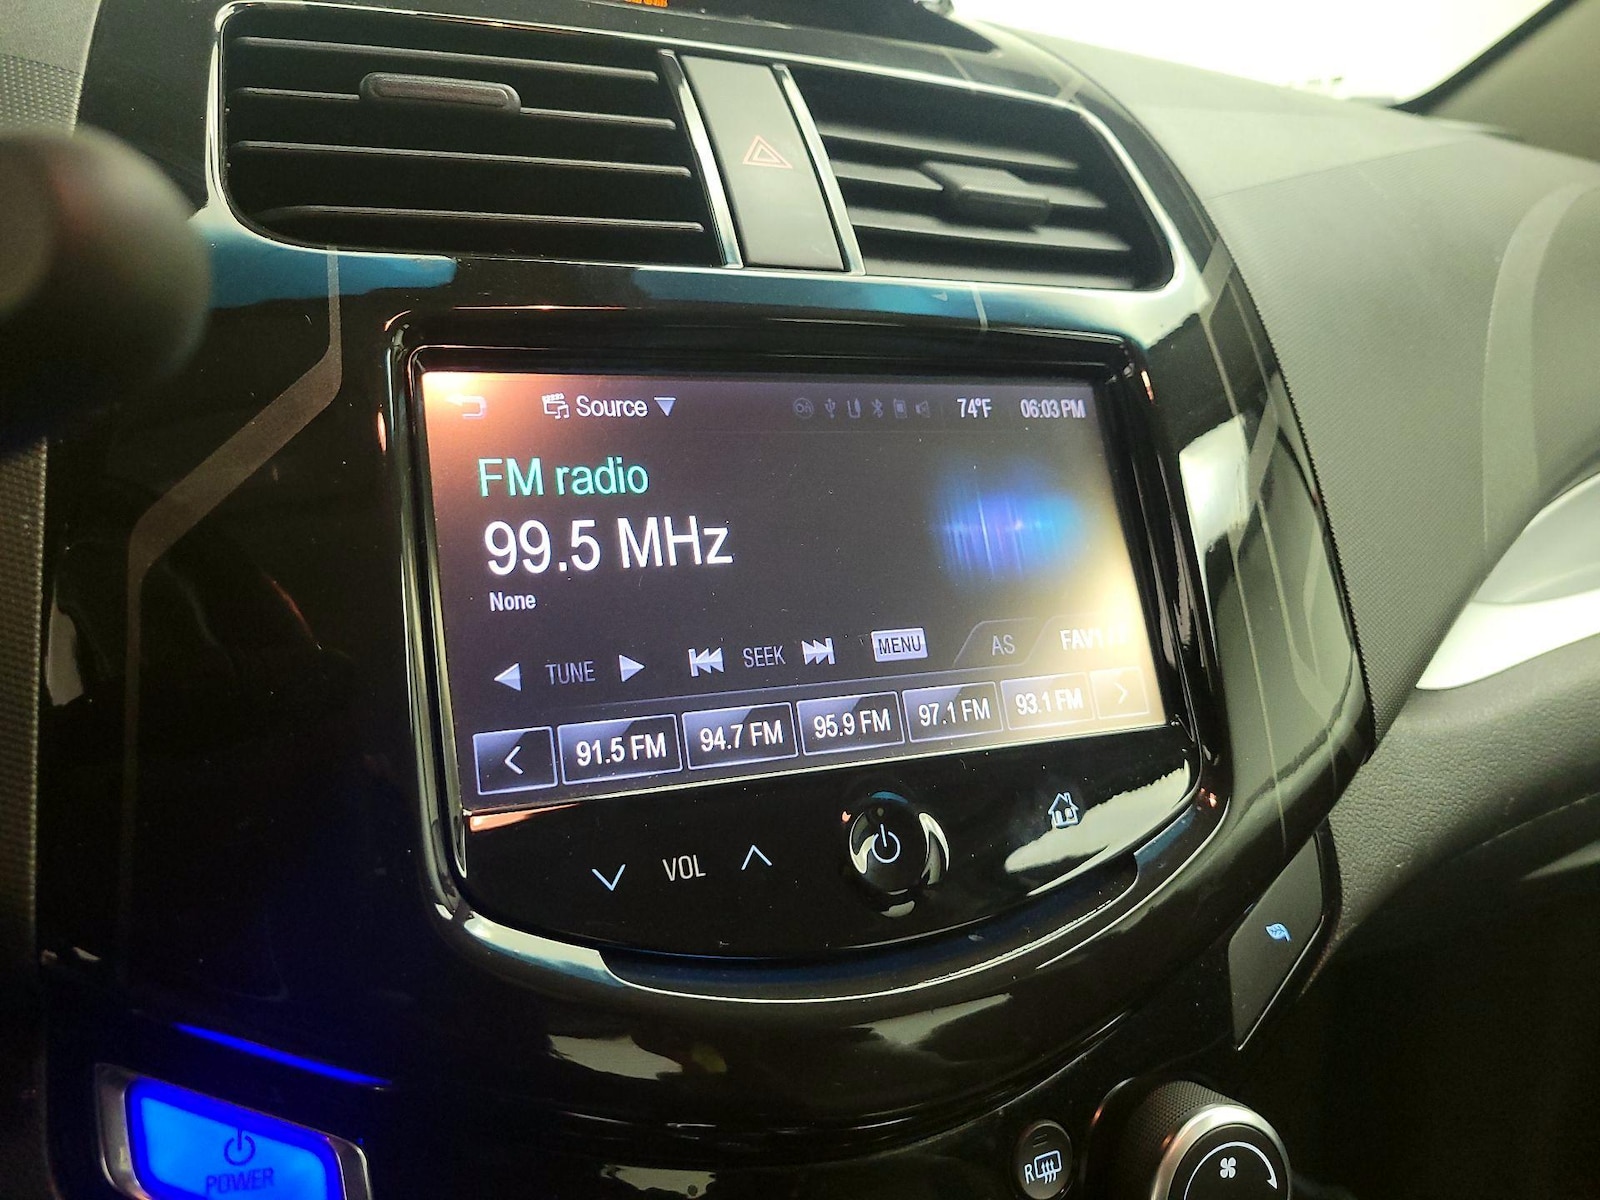 Source 74°F 06:03 PM
FM radio
99.5 MHz
None
TUNE SEEK MENU AS
91.5 FM 94.7 FM 95.9 FM 97.1 FM 93.1 FM
VOL
POWER
R